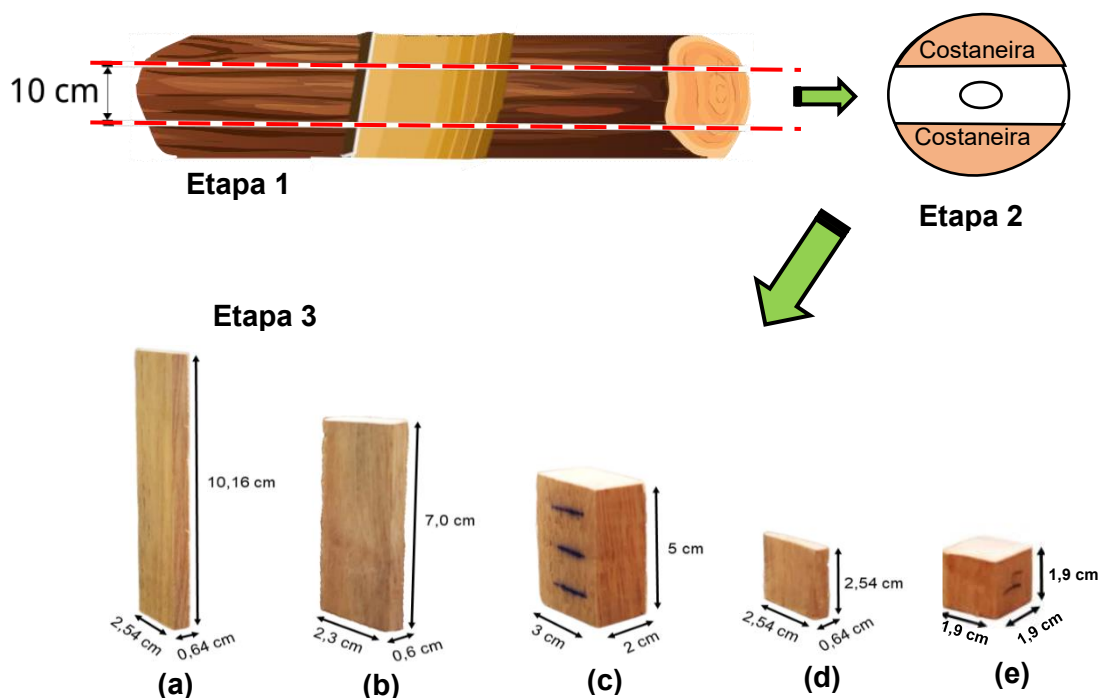 10 cm
Costaneira
Costaneira
Etapa 1
Etapa 2
Etapa 3
10,16 cm
2,54 cm
0,64 cm
(a)
7,0 cm
2,3 cm
0,6 cm
(b)
5 cm
3 cm
2 cm
(c)
2,54 cm
2,54 cm
0,64 cm
(d)
1,9 cm
1,9 cm
1,9 cm
(e)